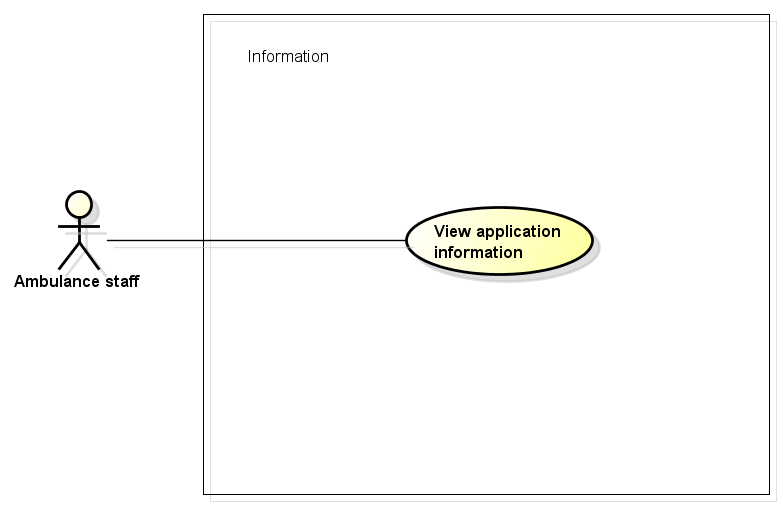 Information
View application
information
Ambulance staff